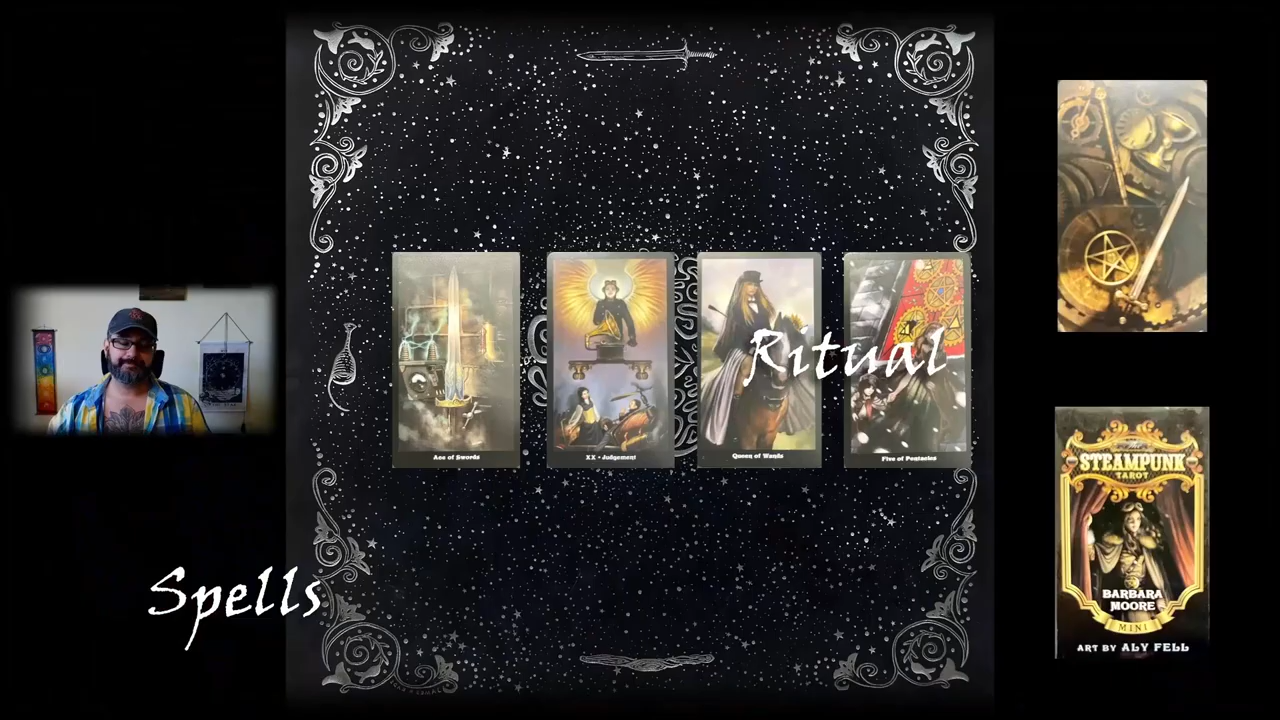 Ace of Swords
XX • Judgement
Queen of Wands
Five of Pentacles
Ritual
Spells
STEAMPUNK
TAROT
BARBARA
MOORE
MINI
ART BY ALY FELL